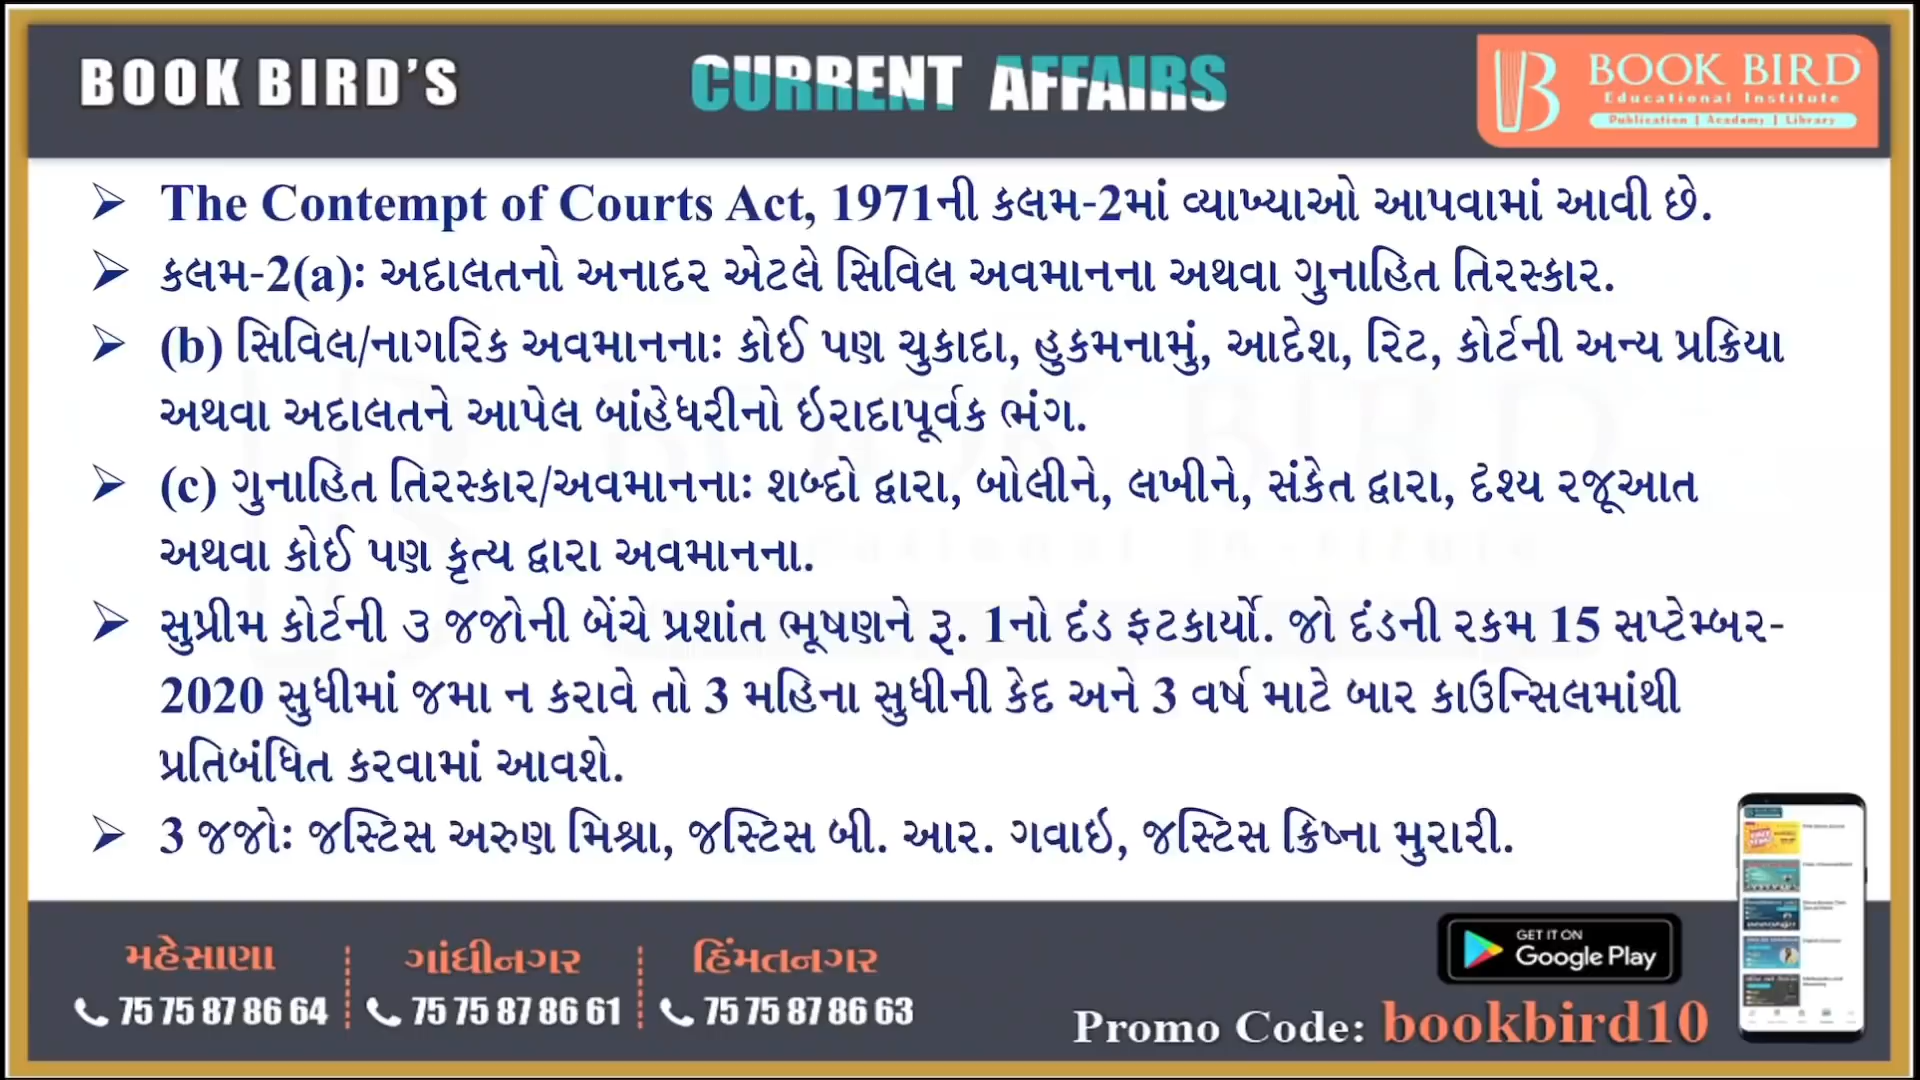 BOOK BIRD'S
CURRENT AFFAIRS
BOOK BIRD
Educational Institute
Publication | Acadamy | Library
➢ The Contempt of Courts Act, 1971ની કલમ-2માં વ્યાખ્યાઓ આપવામાં આવી છે.
➢ કલમ-2(a): અદાલતનો અનાદર એટલે સિવિલ અવમાનના અથવા ગુનાહિત તિરસ્કાર.
➢ (b) સિવિલ/નાગરિક અવમાનના: કોઈ પણ ચુકાદા, હુકમનામું, આદેશ, રિટ, કોર્ટની અન્ય પ્રક્રિયા
અથવા અદાલતને આપેલ બાંહેધરીનો ઇરાદાપૂર્વક ભંગ.
➢ (c) ગુનાહિત તિરસ્કાર/અવમાનના: શબ્દો દ્વારા, બોલીને, લખીને, સંકેત દ્વારા, દૃશ્ય રજૂઆત
અથવા કોઈ પણ કૃત્ય દ્વારા અવમાનના.
➢ સુપ્રીમ કોર્ટની ૩ જજોની બેંચે પ્રશાંત ભૂષણને રૂ. 1નો દંડ ફટકાર્યો. જો દંડની રકમ 15 સપ્ટેમ્બર-
2020 સુધીમાં જમા ન કરાવે તો 3 મહિના સુધીની કેદ અને 3 વર્ષ માટે બાર કાઉન્સિલમાંથી
પ્રતિબંધિત કરવામાં આવશે.
➢ 3 જજો: જસ્ટિસ અરુણ મિશ્રા, જસ્ટિસ બી. આર. ગવાઇ, જસ્ટિસ ક્રિષ્ના મુરારી.
મહેસાણા
75 75 87 86 64
ગાંધીનગર
75 75 87 86 61
હિંમતનગર
75 75 87 86 63
GET IT ON
Google Play
Promo Code: bookbird10